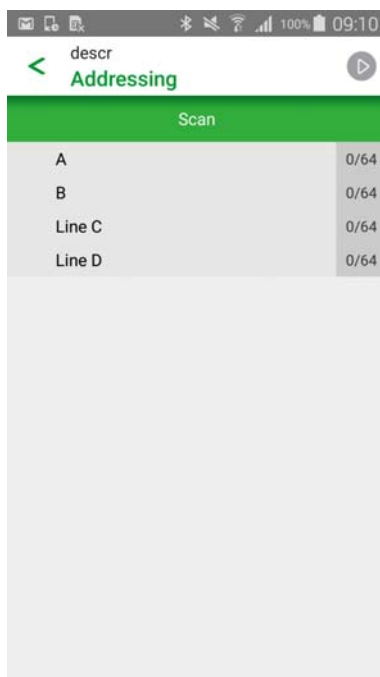 100% 09:10
descr
Addressing
Scan
A 0/64
B 0/64
Line C 0/64
Line D 0/64